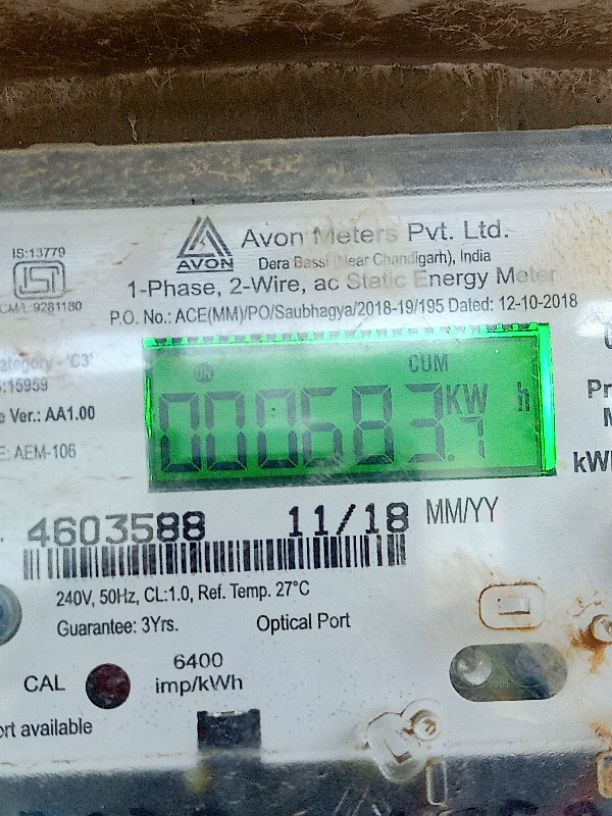 Avon Meters Pvt. Ltd.
AVON
Dera Bassi (Near Chandigarh), India
IS:13779
1-Phase, 2-Wire, ac Static Energy Meter
CM/L 9281180
P.O. No.: ACE(MM)/PO/Saubhagya/2018-19/195 Dated: 12-10-2018
ategory - 'C3'
:15959
Ver.: AA1.00
E: AEM-106
ON CUM
000683.7 KW h
Pr
M
kWh
4603588 11/18 MM/YY
240V, 50Hz, CL:1.0, Ref. Temp. 27°C
Guarantee: 3Yrs. Optical Port
CAL 6400
imp/kWh
ort available